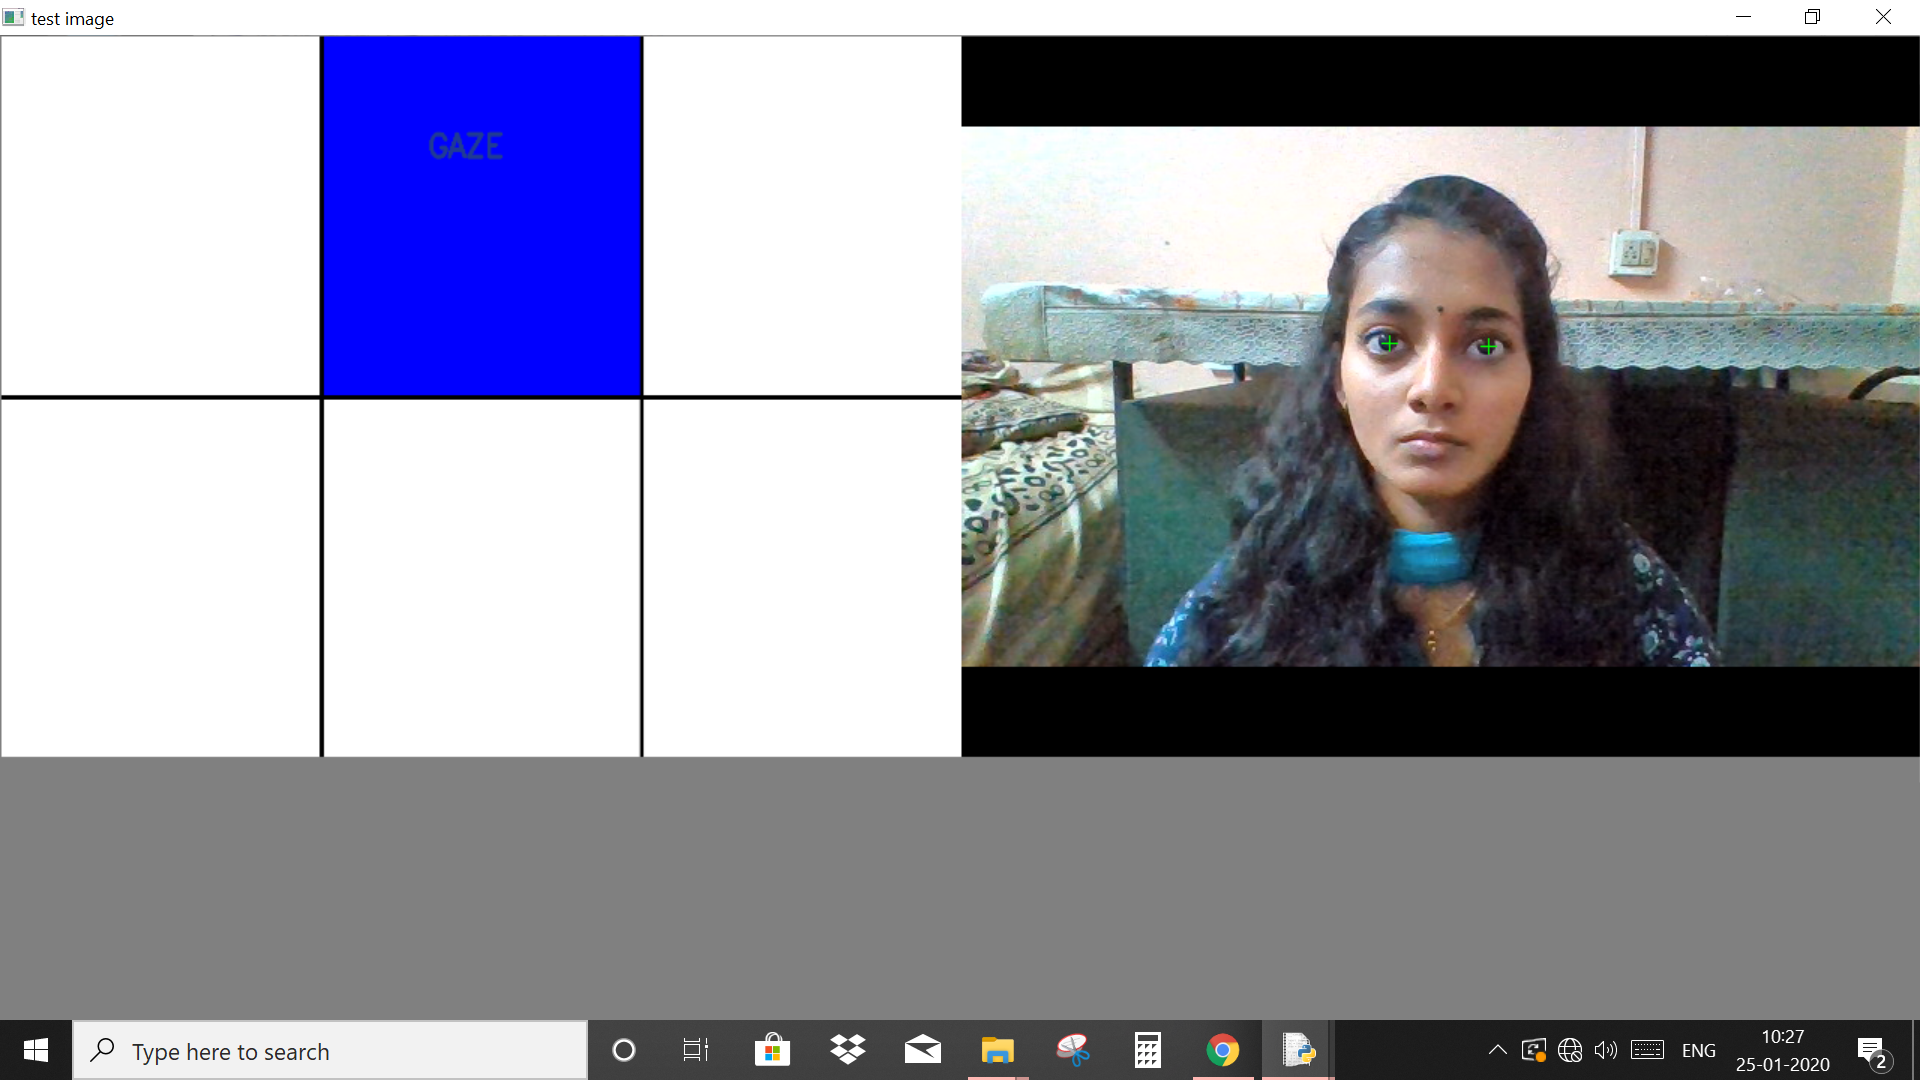 test image
GAZE
Type here to search
ENG
10:27
25-01-2020
2